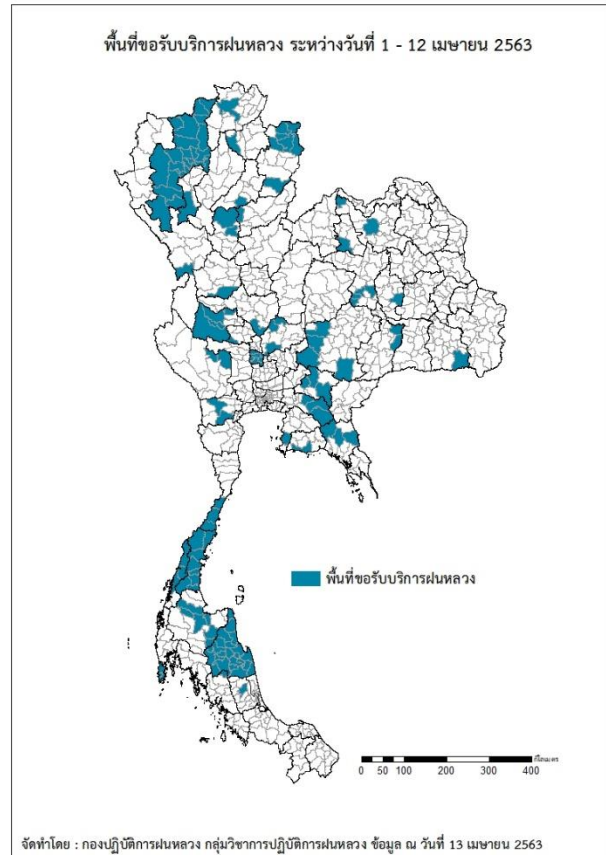 พื้นที่ขอรับบริการฝนหลวง ระหว่างวันที่ 1 - 12 เมษายน 2563
พื้นที่ขอรับบริการฝนหลวง
กิโลเมตร
0 50 100 200 300 400
จัดทำโดย : กองปฏิบัติการฝนหลวง กลุ่มวิชาการปฏิบัติการฝนหลวง ข้อมูล ณ วันที่ 13 เมษายน 2563